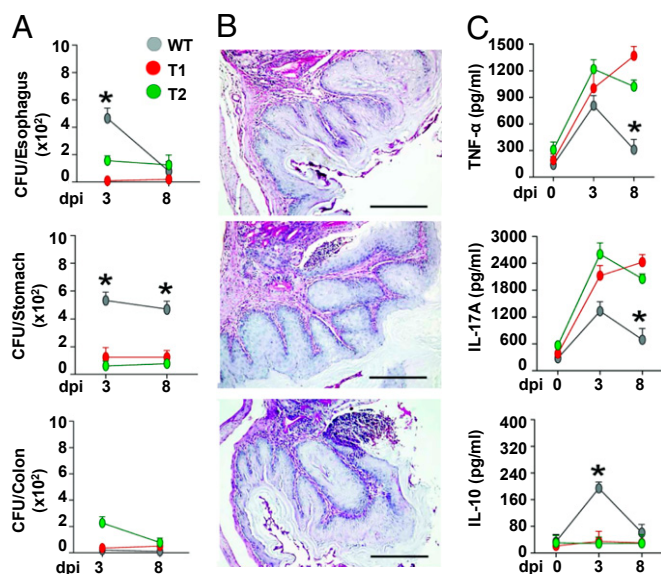 A
10
8
6
4
2
0
CFU/Esophagus
(x10²)
*
WT
T1
T2
dpi 3 8
10
8
6
4
2
0
CFU/Stomach
(x10²)
* *
dpi 3 8
10
8
6
4
2
0
CFU/Colon
(x10²)
dpi 3 8
B
C
1500
1200
900
600
300
0
TNF-α (pg/ml)
*
dpi 0 3 8
3000
2400
1800
1200
600
0
IL-17A (pg/ml)
*
dpi 0 3 8
400
320
240
160
80
0
IL-10 (pg/ml)
*
dpi 0 3 8